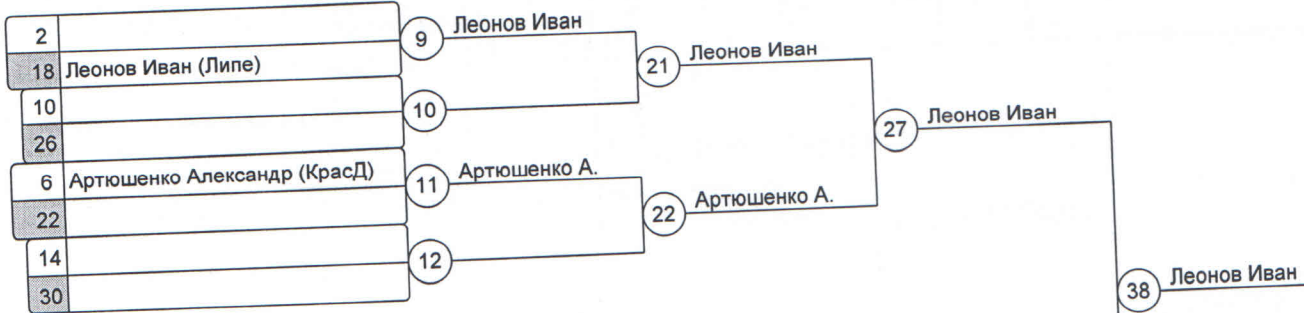 2
9 Леонов Иван
18 Леонов Иван (Липе)
21 Леонов Иван
10
10
26
27 Леонов Иван
6 Артюшенко Александр (КрасД)
11 Артюшенко А.
22
22 Артюшенко А.
14
12
30
38 Леонов Иван